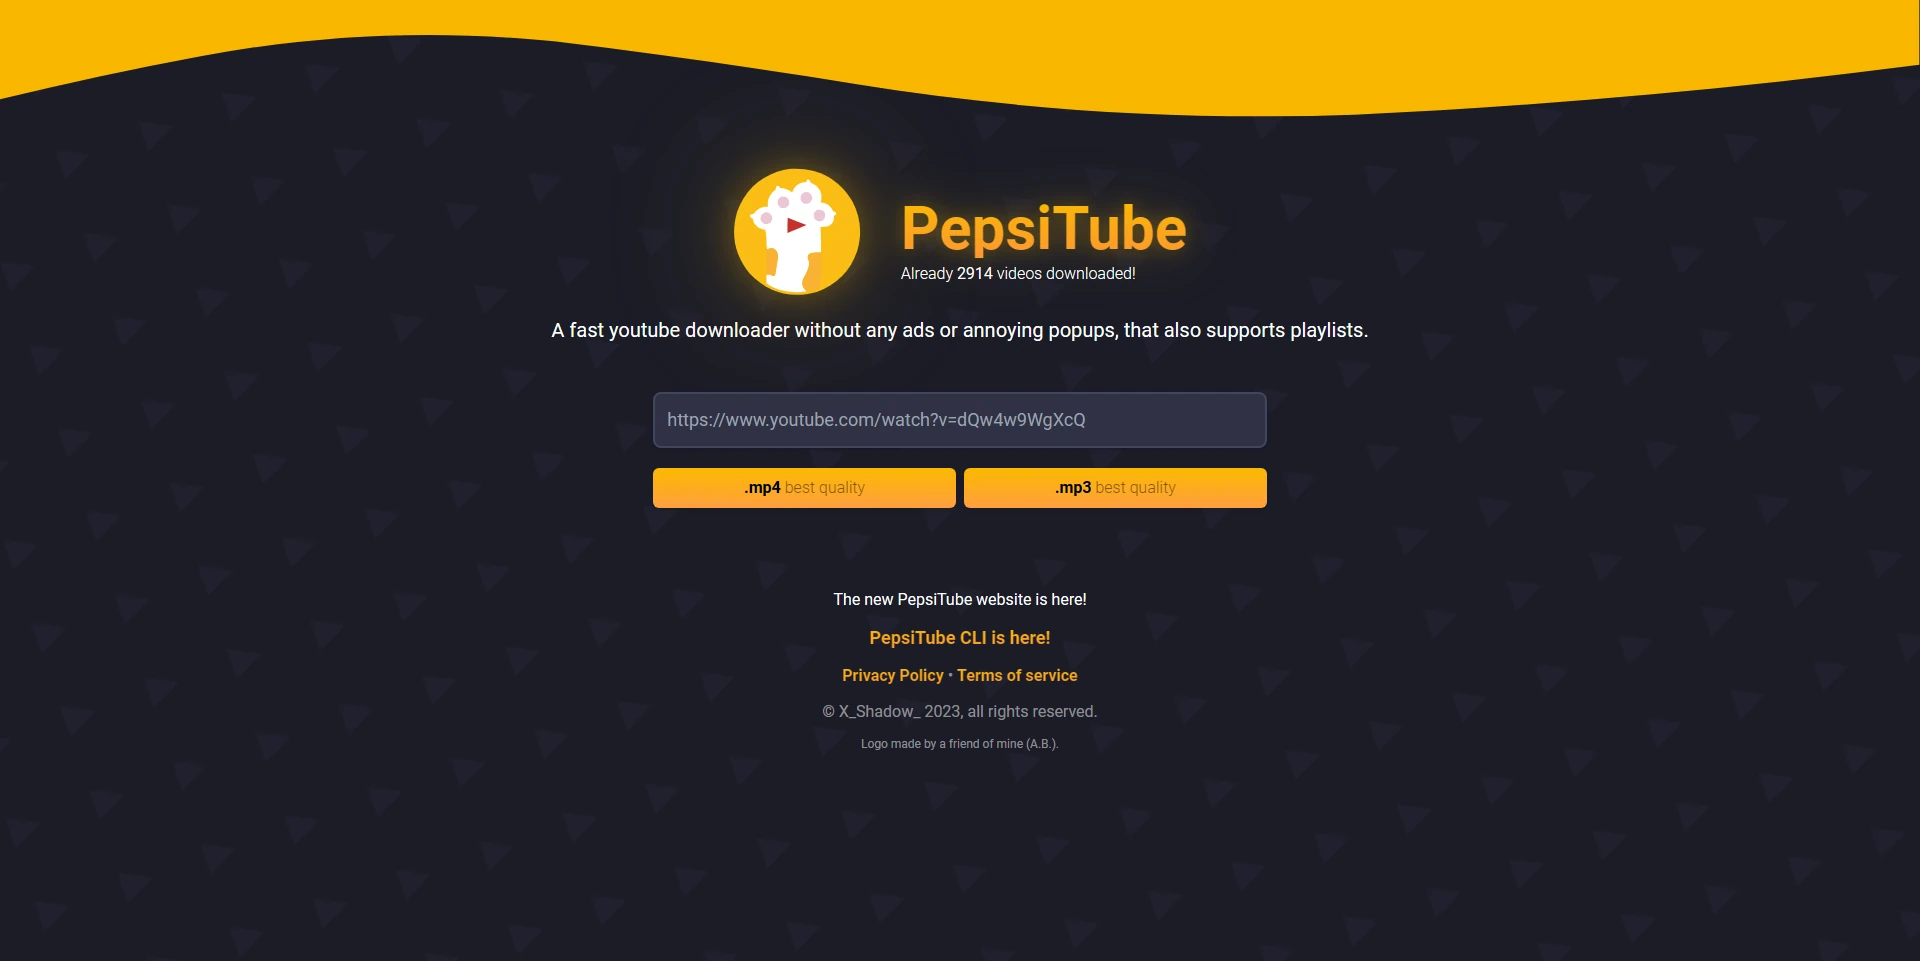 PepsiTube
Already 2914 videos downloaded!
A fast youtube downloader without any ads or annoying popups, that also supports playlists.
https://www.youtube.com/watch?v=dQw4w9WgXcQ
.mp4 best quality
.mp3 best quality
The new PepsiTube website is here!
PepsiTube CLI is here!
Privacy Policy • Terms of service
© X_Shadow_ 2023, all rights reserved.
Logo made by a friend of mine (A.B.).